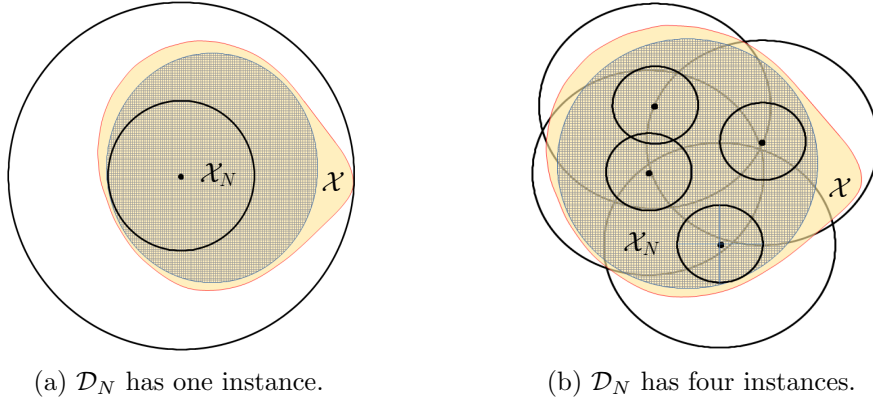 𝒳_N
𝒳
𝒳_N
𝒳
(a) 𝒟_N has one instance.
(b) 𝒟_N has four instances.